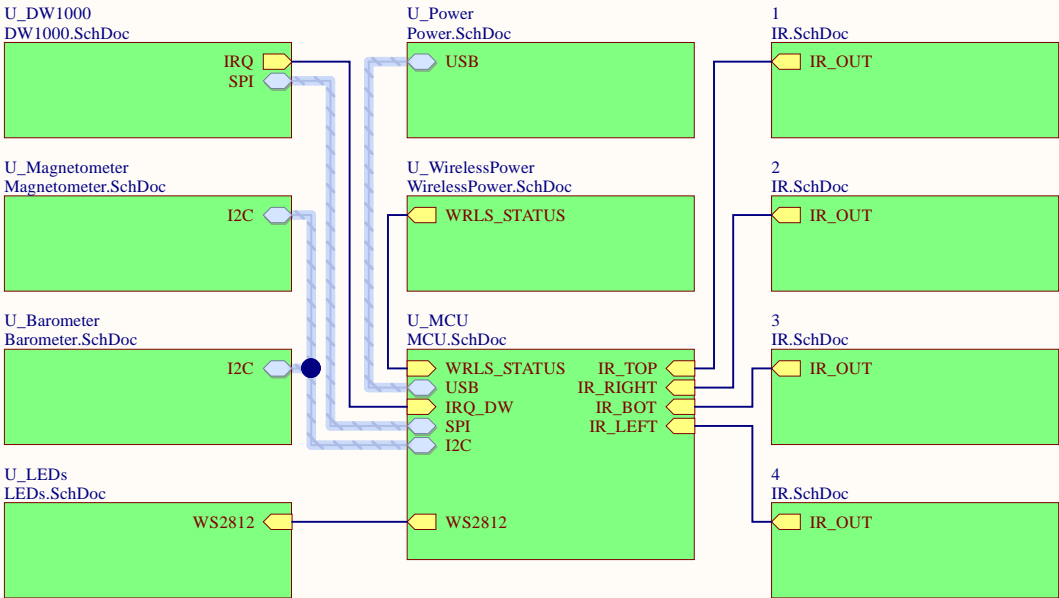 U_DW1000
DW1000.SchDoc
IRQ
SPI
U_Power
Power.SchDoc
USB
1
IR.SchDoc
IR_OUT
U_Magnetometer
Magnetometer.SchDoc
I2C
U_WirelessPower
WirelessPower.SchDoc
WRLS_STATUS
2
IR.SchDoc
IR_OUT
U_Barometer
Barometer.SchDoc
I2C
U_MCU
MCU.SchDoc
WRLS_STATUS
USB
IRQ_DW
SPI
I2C
WS2812
IR_TOP
IR_RIGHT
IR_BOT
IR_LEFT
3
IR.SchDoc
IR_OUT
U_LEDs
LEDs.SchDoc
WS2812
4
IR.SchDoc
IR_OUT